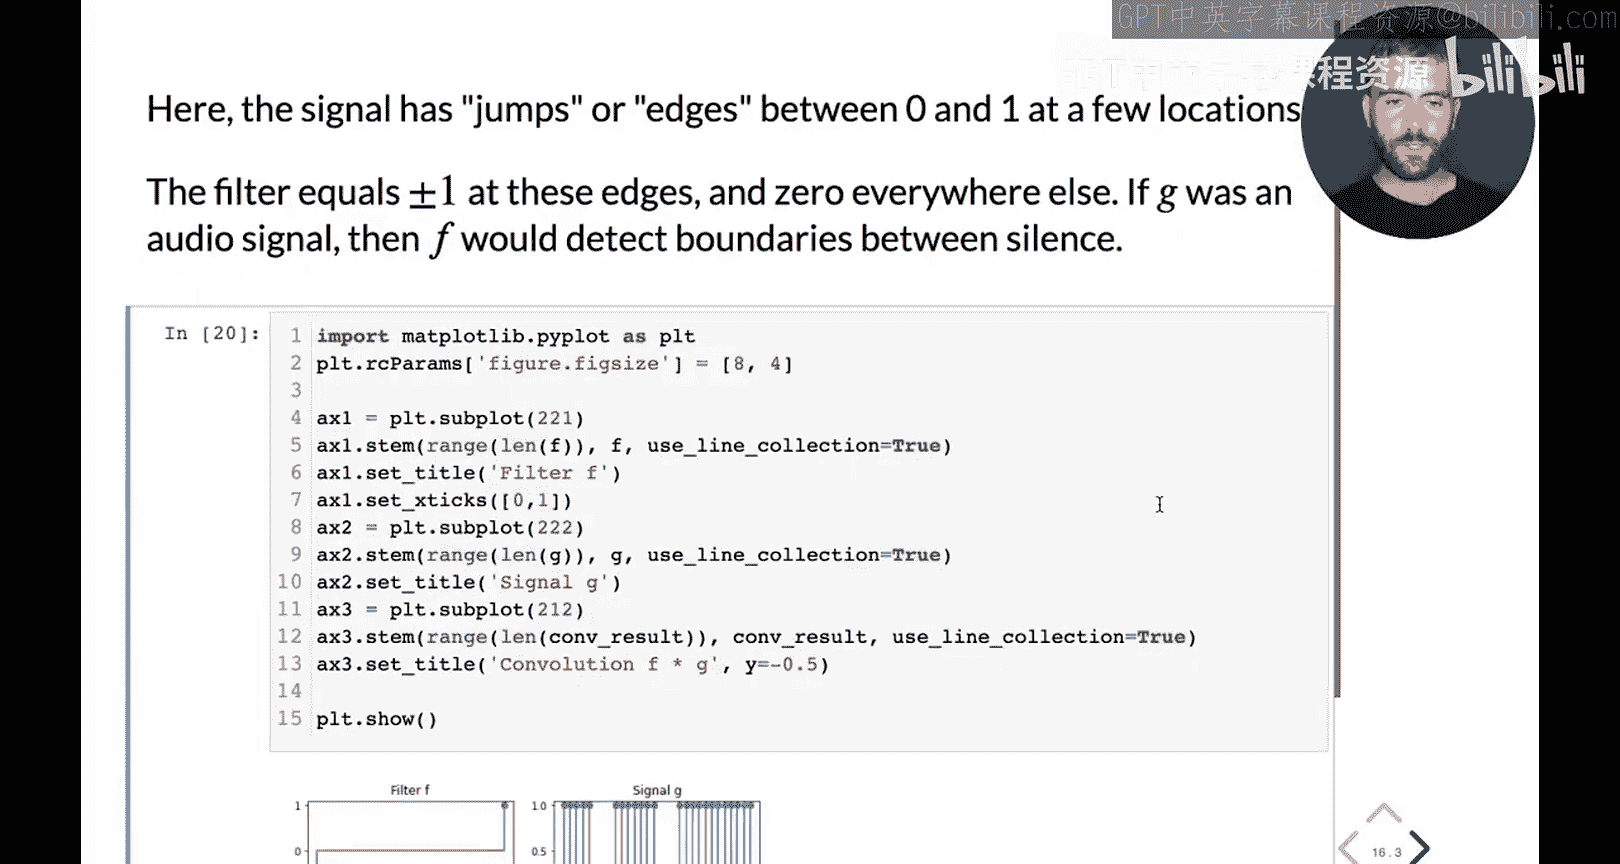 GPT中英字幕课程资源@bilibili.com
课程资源 bilibili
Here, the signal has "jumps" or "edges" between 0 and 1 at a few locations
The filter equals ±1 at these edges, and zero everywhere else. If g was an
audio signal, then f would detect boundaries between silence.
In [20]:
1 import matplotlib.pyplot as plt
2 plt.rcParams['figure.figsize'] = [8, 4]
3
4 ax1 = plt.subplot(221)
5 ax1.stem(range(len(f)), f, use_line_collection=True)
6 ax1.set_title('Filter f')
7 ax1.set_xticks([0,1])
8 ax2 = plt.subplot(222)
9 ax2.stem(range(len(g)), g, use_line_collection=True)
10 ax2.set_title('Signal g')
11 ax3 = plt.subplot(212)
12 ax3.stem(range(len(conv_result)), conv_result, use_line_collection=True)
13 ax3.set_title('Convolution f * g', y=-0.5)
14
15 plt.show()
Filter f
Signal g
1
0
1.0
0.5
16.3